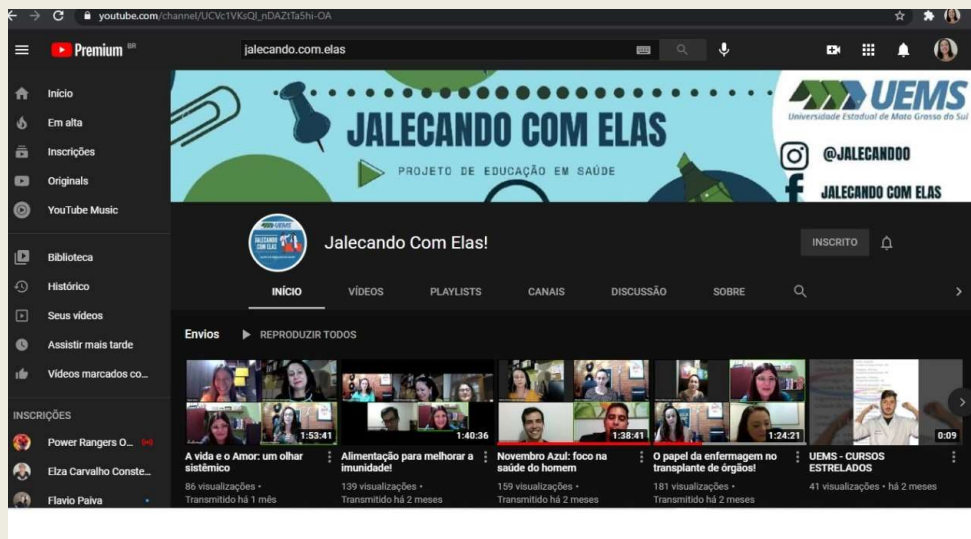 youtube.com/channel/UCVc1VKsQl_nDAZtTa5hi-OA
Premium BR
jalecando.com.elas
Início
Em alta
Inscrições
Originals
YouTube Music
Biblioteca
Histórico
Seus vídeos
Assistir mais tarde
Vídeos marcados co...
INSCRIÇÕES
Power Rangers O...
Elza Carvalho Conste...
Flavio Paiva
JALECANDO COM ELAS
PROJETO DE EDUCAÇÃO EM SAÚDE
UEMS
Universidade Estadual de Mato Grosso do Sul
@JALECANDOO
JALECANDO COM ELAS
UEMS
JALECANDO
COM ELAS
Jalecando Com Elas!
INSCRITO
INÍCIO VÍDEOS PLAYLISTS CANAIS DISCUSSÃO SOBRE
Envios REPRODUZIR TODOS
1:53:41
A vida e o Amor: um olhar
sistêmico
86 visualizações •
Transmitido há 1 mês
1:40:36
Alimentação para melhorar a
imunidade!
139 visualizações •
Transmitido há 2 meses
1:38:41
Novembro Azul: foco na
saúde do homem
159 visualizações •
Transmitido há 2 meses
1:24:21
O papel da enfermagem no
transplante de órgãos!
181 visualizações •
Transmitido há 2 meses
0:09
UEMS - CURSOS
ESTRELADOS
41 visualizações • há 2 meses